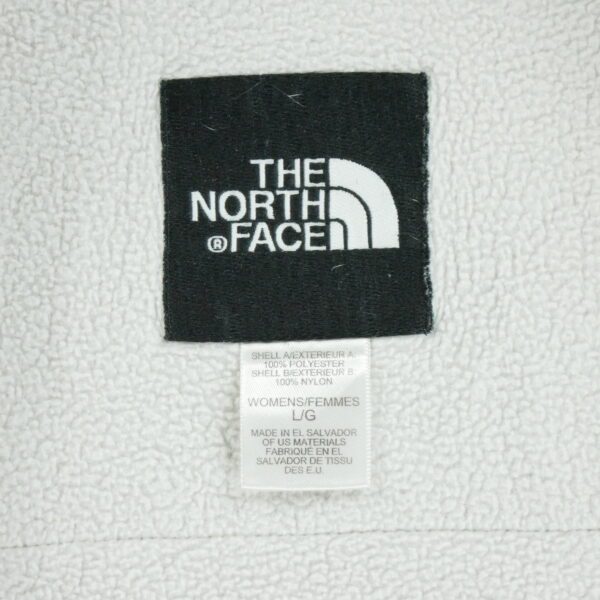 THE
NORTH
®FACE
SHELL A/EXTERIEUR A:
100% POLYESTER
SHELL B/EXTERIEUR B:
100% NYLON
WOMENS/FEMMES
L/G
MADE IN EL SALVADOR
OF US MATERIALS
FABRIQUÉ EN EL
SALVADOR DE TISSU
DES E.U.